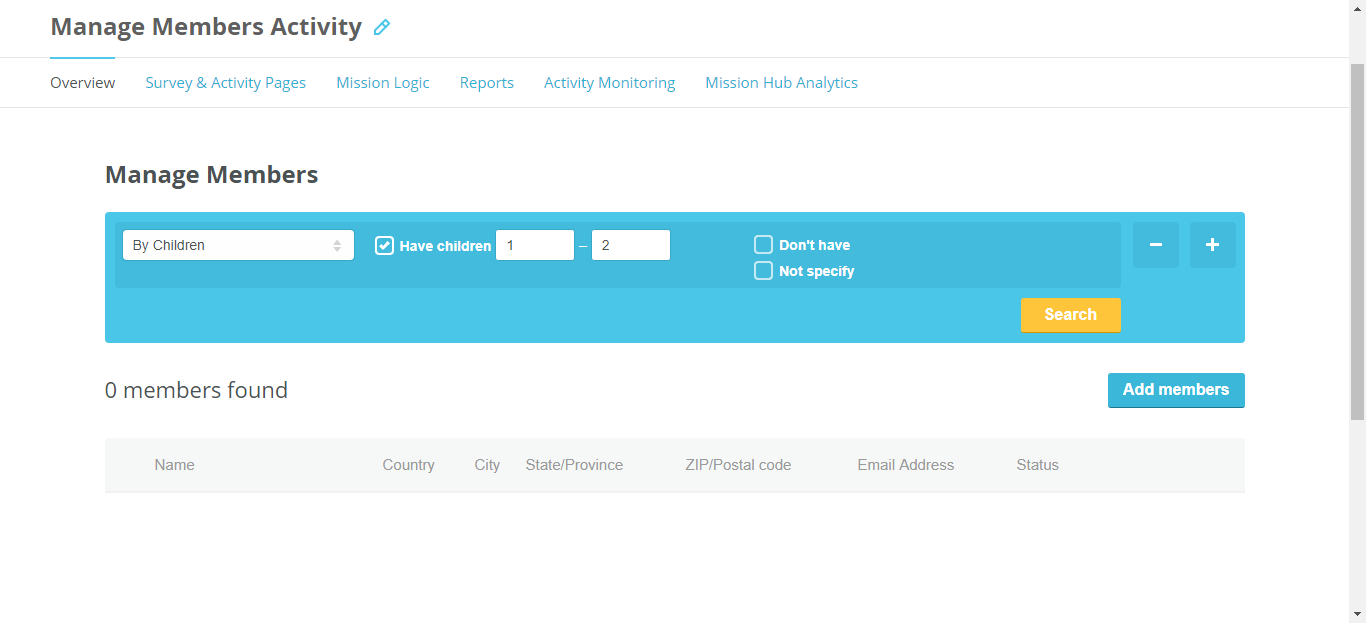 Manage Members Activity
Overview Survey & Activity Pages Mission Logic Reports Activity Monitoring Mission Hub Analytics
Manage Members
By Children Have children 1 – 2 Don't have
Not specify
Search
0 members found Add members
Name Country City State/Province ZIP/Postal code Email Address Status